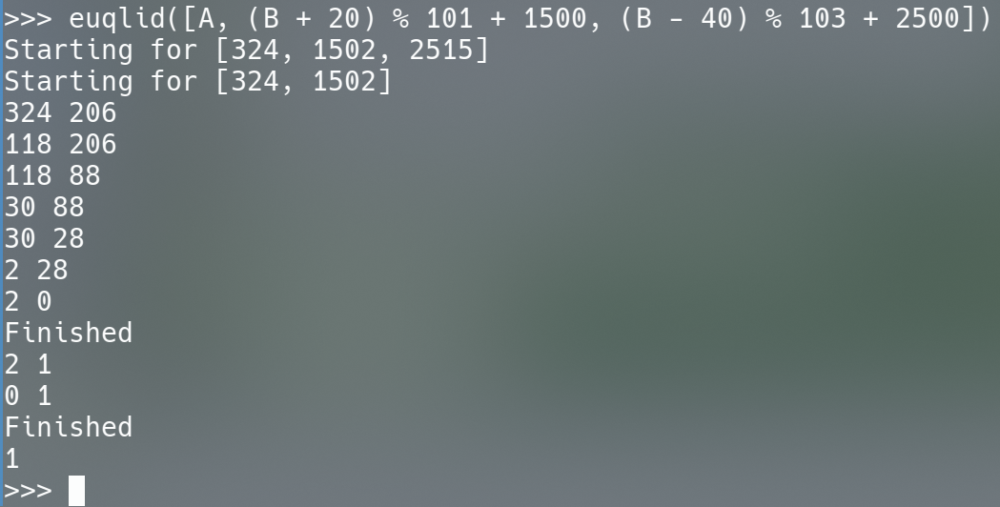 >>> euqlid([A, (B + 20) % 101 + 1500, (B - 40) % 103 + 2500])
Starting for [324, 1502, 2515]
Starting for [324, 1502]
324 206
118 206
118 88
30 88
30 28
2 28
2 0
Finished
2 1
0 1
Finished
1
>>>